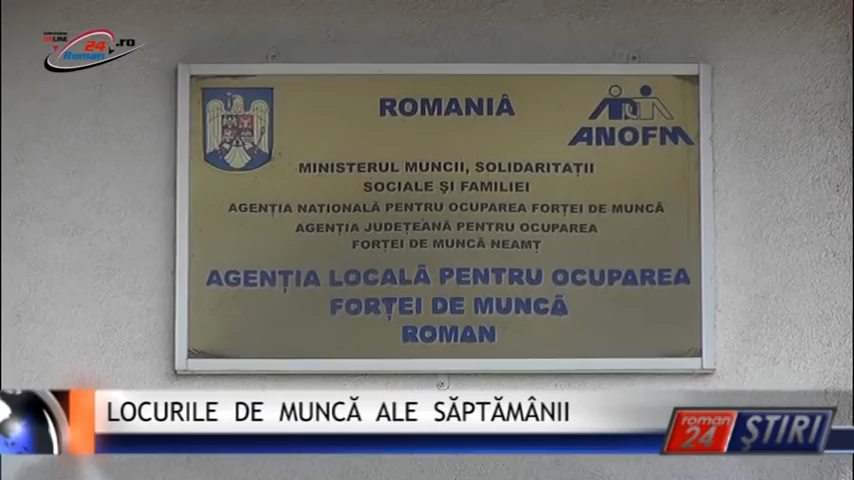 ONLINE
Roman 24 .ro
ROMANIÂ
ANOFM
MINISTERUL MUNCII, SOLIDARITAȚII
SOCIALE ȘI FAMILIEI
AGENȚIA NATIONALĂ PENTRU OCUPAREA FORȚEI DE MUNCĂ
AGENȚIA JUDEȚEANĂ PENTRU OCUPAREA
FORȚEI DE MUNCĂ NEAMȚ
AGENȚIA LOCALĂ PENTRU OCUPAREA
FORȚEI DE MUNCĂ
ROMAN
LOCURILE DE MUNCĂ ALE SĂPTĂMÂNII
roman
24 ȘTIRI